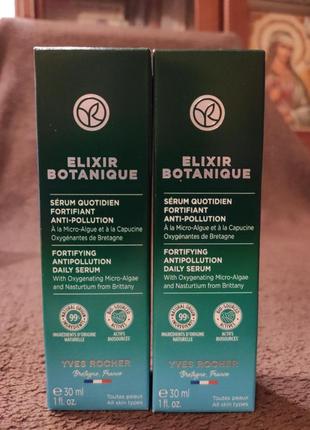 ELIXIR
BOTANIQUE
SÉRUM QUOTIDIEN
FORTIFIANT
ANTI-POLLUTION
À la Micro-Algue et à la Capucine
Oxygénantes de Bretagne
FORTIFYING
ANTIPOLLUTION
DAILY SERUM
With Oxygenating Micro-Algae
and Nasturtium from Brittany
99%
INGRÉDIENTS D'ORIGINE
NATURELLE
ACTIFS
BIOSOURCÉS
YVES ROCHER
Bretagne, France
30 ml
1 fl. oz.
Toutes peaux
All skin types
ELIXIR
BOTANIQUE
SÉRUM QUOTIDIEN
FORTIFIANT
ANTI-POLLUTION
À la Micro-Algue et à la Capucine
Oxygénantes de Bretagne
FORTIFYING
ANTIPOLLUTION
DAILY SERUM
With Oxygenating Micro-Algae
and Nasturtium from Brittany
99%
INGRÉDIENTS D'ORIGINE
NATURELLE
ACTIFS
BIOSOURCÉS
YVES ROCHER
Bretagne, France
30 ml
1 fl. oz.
Toutes peaux
All skin types